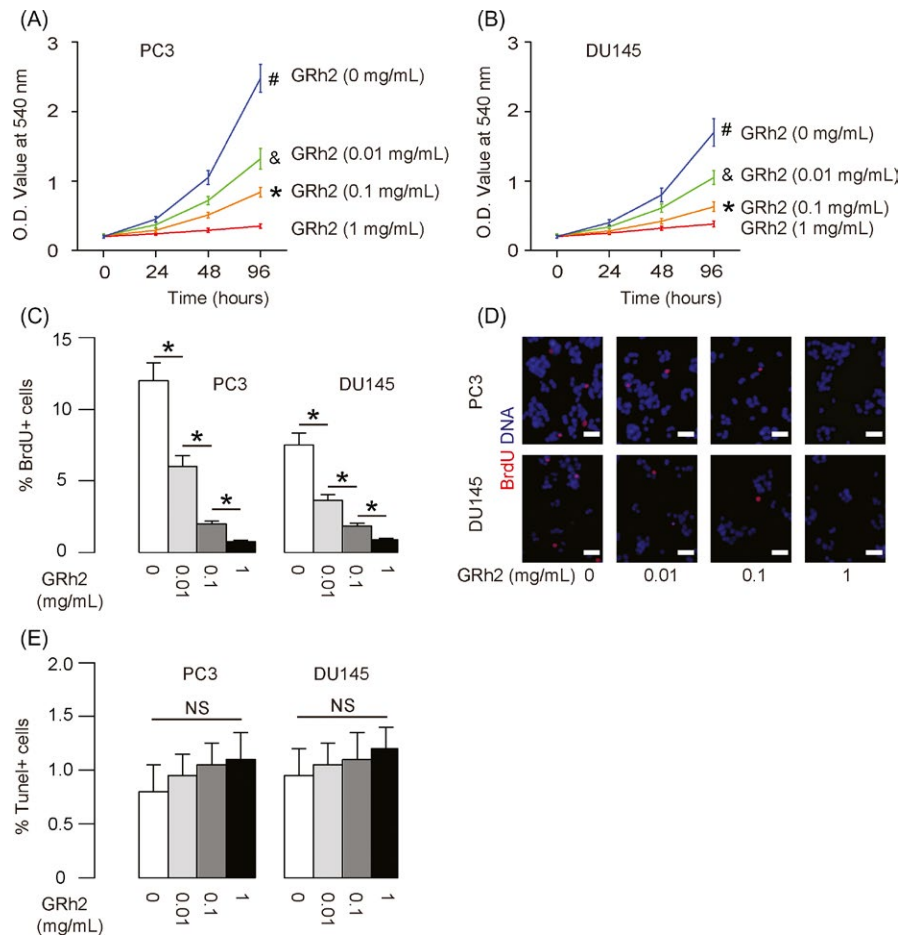 (A)
PC3
O.D. Value at 540 nm
3
2
1
0
# GRh2 (0 mg/mL)
& GRh2 (0.01 mg/mL)
* GRh2 (0.1 mg/mL)
GRh2 (1 mg/mL)
0 24 48 96
Time (hours)
(B)
DU145
O.D. Value at 540 nm
3
2
1
0
# GRh2 (0 mg/mL)
& GRh2 (0.01 mg/mL)
* GRh2 (0.1 mg/mL)
GRh2 (1 mg/mL)
0 24 48 96
Time (hours)
(C)
% BrdU+ cells
15
10
5
0
PC3
DU145
* * *
* * *
GRh2
(mg/mL)
0 0.01 0.1 1
0 0.01 0.1 1
(D)
PC3
DU145
BrdU DNA
GRh2 (mg/mL) 0 0.01 0.1 1
(E)
% Tunel+ cells
2.0
1.5
1.0
0.5
0
PC3
NS
DU145
NS
GRh2
(mg/mL)
0 0.01 0.1 1
0 0.01 0.1 1